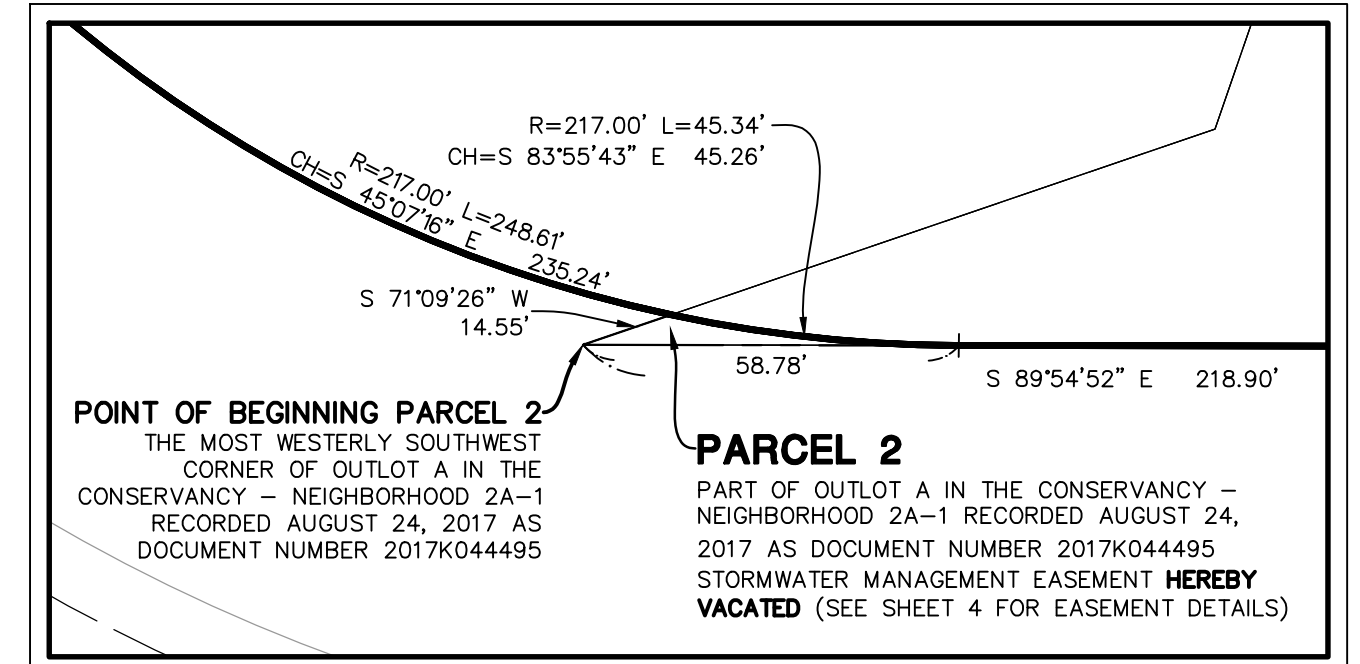 R=217.00' L=45.34'
CH=S 83°55'43" E 45.26'
R=217.00' L=248.61'
CH=S 45°07'16" E 235.24'
S 71°09'26" W
14.55'
58.78'
S 89°54'52" E 218.90'
POINT OF BEGINNING PARCEL 2
THE MOST WESTERLY SOUTHWEST
CORNER OF OUTLOT A IN THE
CONSERVANCY – NEIGHBORHOOD 2A–1
RECORDED AUGUST 24, 2017 AS
DOCUMENT NUMBER 2017K044495
PARCEL 2
PART OF OUTLOT A IN THE CONSERVANCY –
NEIGHBORHOOD 2A–1 RECORDED AUGUST 24,
2017 AS DOCUMENT NUMBER 2017K044495
STORMWATER MANAGEMENT EASEMENT HEREBY
VACATED (SEE SHEET 4 FOR EASEMENT DETAILS)